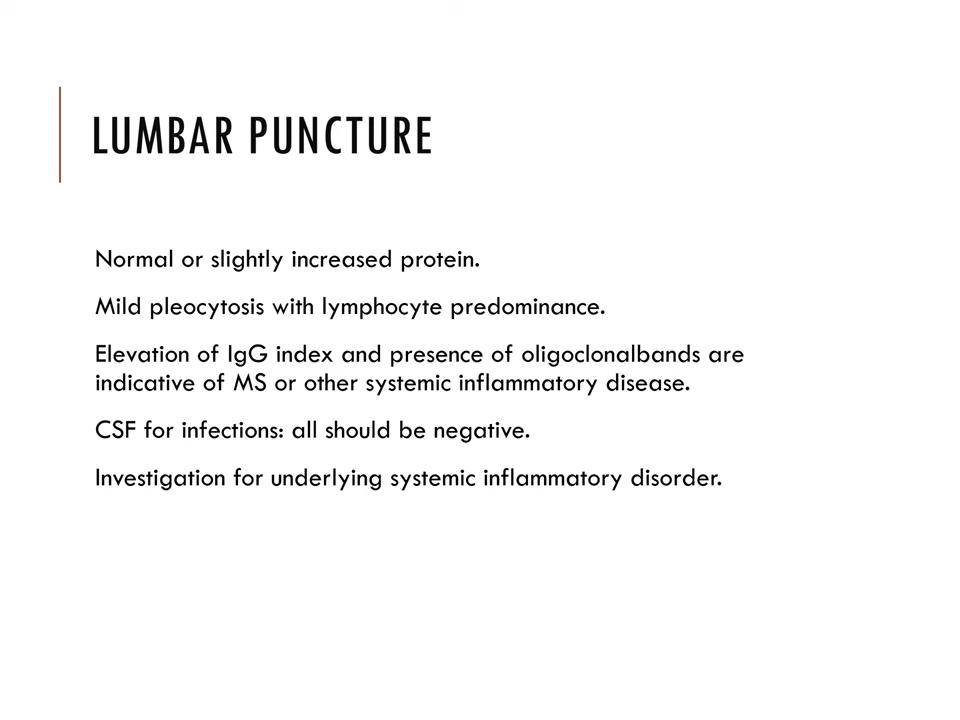 LUMBAR PUNCTURE
Normal or slightly increased protein.
Mild pleocytosis with lymphocyte predominance.
Elevation of IgG index and presence of oligoclonalbands are
indicative of MS or other systemic inflammatory disease.
CSF for infections: all should be negative.
Investigation for underlying systemic inflammatory disorder.